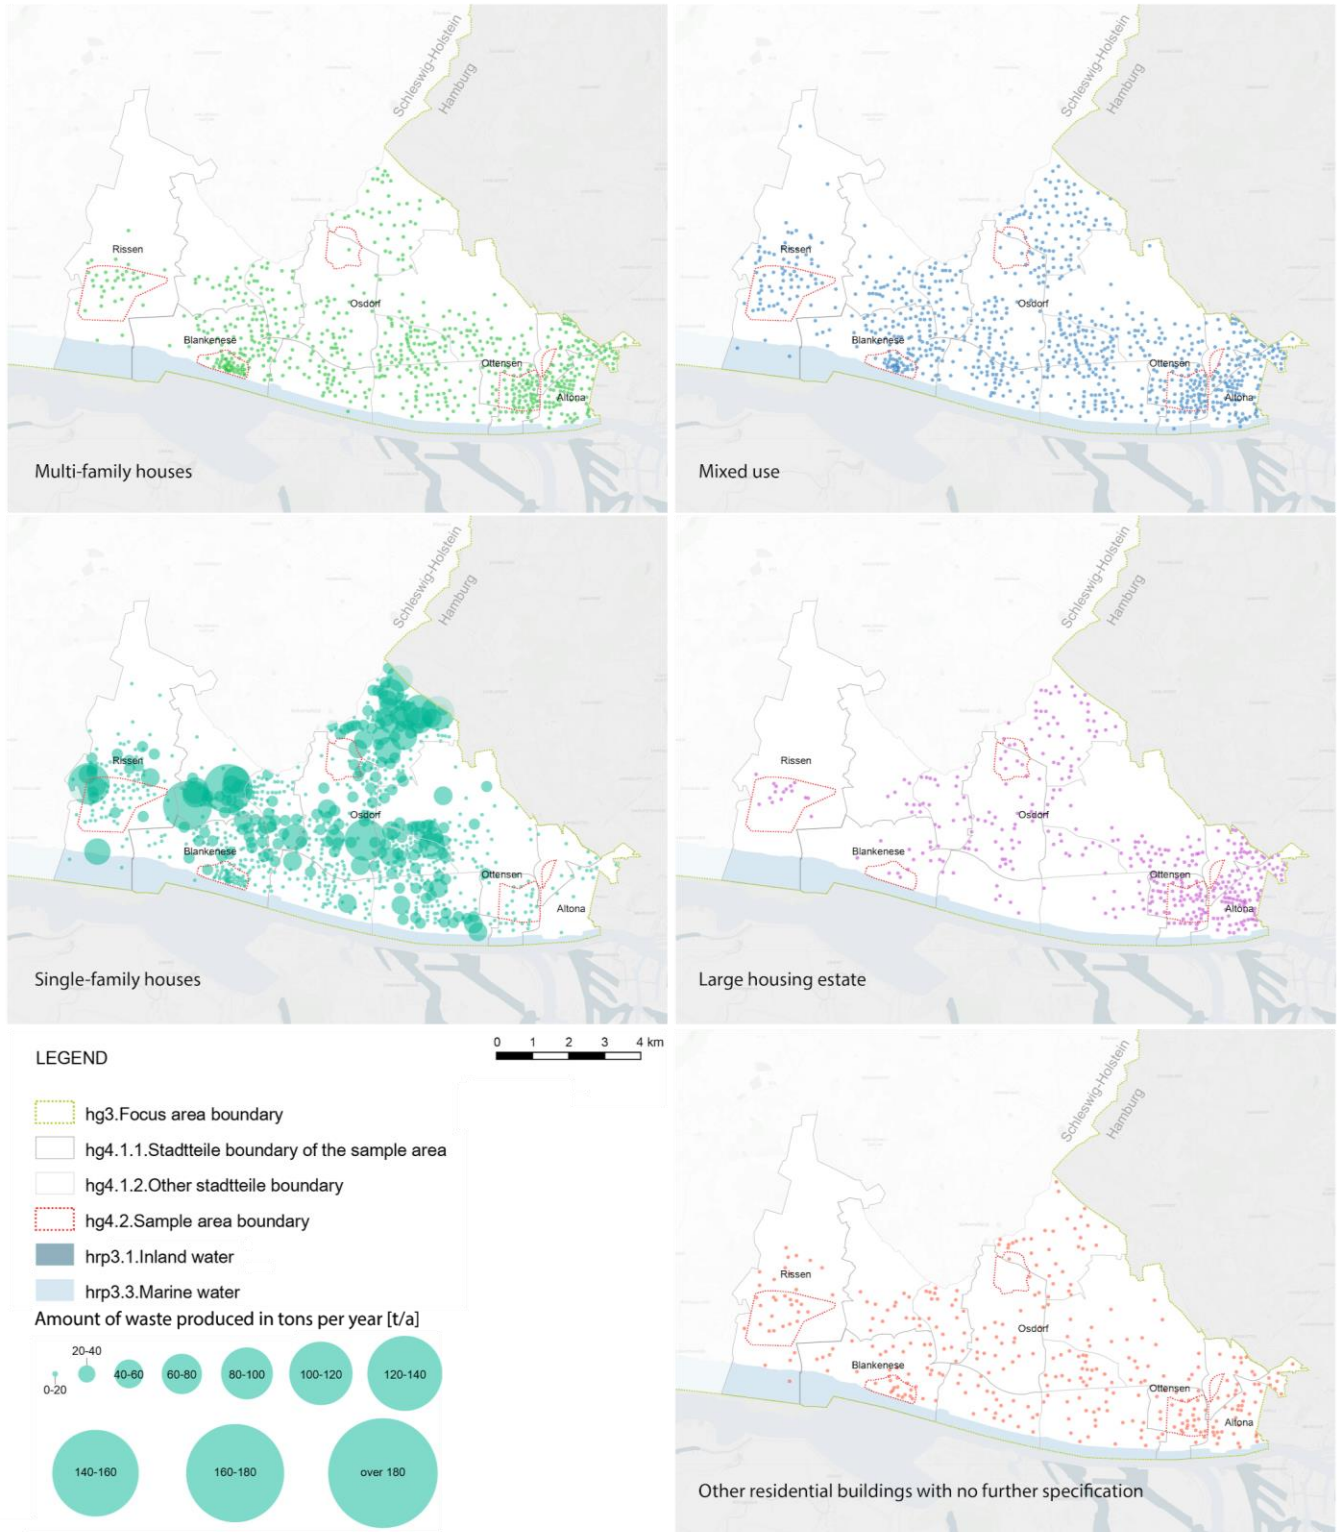 Schleswig-Holstein
Hamburg
Rissen
Osdorf
Blankenese
Ottensen
Altona
Multi-family houses
Schleswig-Holstein
Hamburg
Rissen
Osdorf
Blankenese
Ottensen
Altona
Mixed use
Schleswig-Holstein
Hamburg
Rissen
Osdorf
Blankenese
Ottensen
Altona
Single-family houses
Schleswig-Holstein
Hamburg
Rissen
Osdorf
Blankenese
Ottensen
Altona
Large housing estate
LEGEND
0 1 2 3 4 km
hg3.Focus area boundary
hg4.1.1.Stadtteile boundary of the sample area
hg4.1.2.Other stadtteile boundary
hg4.2.Sample area boundary
hrp3.1.Inland water
hrp3.3.Marine water
Amount of waste produced in tons per year [t/a]
0-20
20-40
40-60
60-80
80-100
100-120
120-140
140-160
160-180
over 180
Schleswig-Holstein
Hamburg
Rissen
Osdorf
Blankenese
Ottensen
Altona
Other residential buildings with no further specification